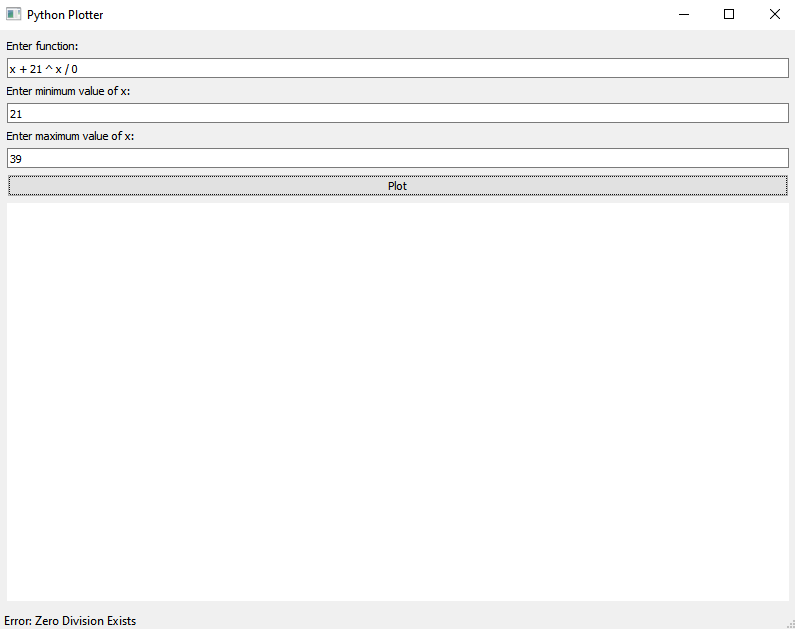 Python Plotter
Enter function:
x + 21 ^ x / 0
Enter minimum value of x:
21
Enter maximum value of x:
39
Plot
Error: Zero Division Exists